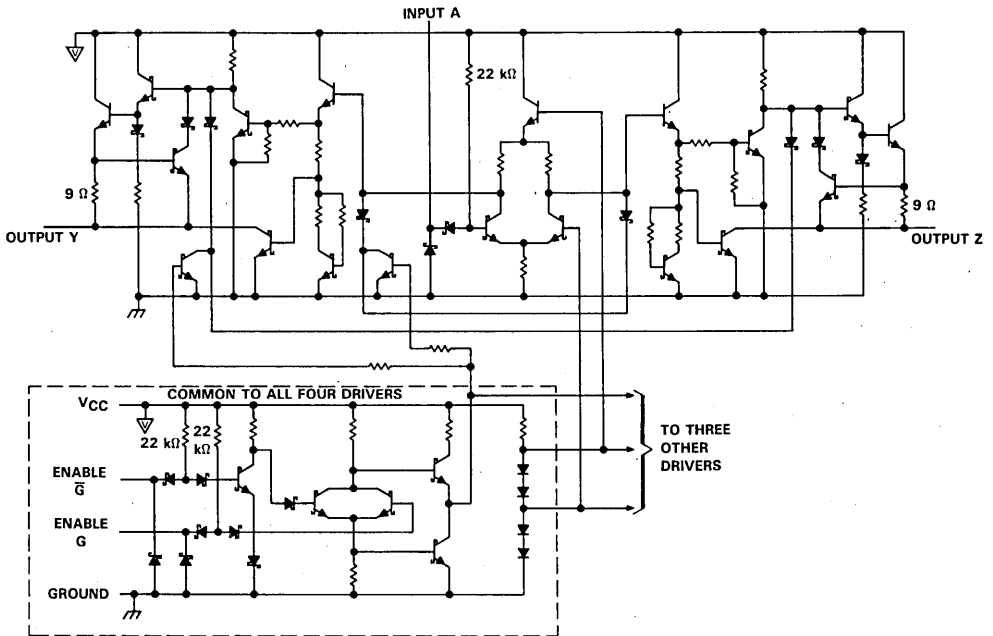 INPUT A
V
22 kΩ
9 Ω
9 Ω
OUTPUT Y
OUTPUT Z
COMMON TO ALL FOUR DRIVERS
VCC
V
22 kΩ
22
kΩ
TO THREE
OTHER
DRIVERS
ENABLE
G̅
ENABLE
G
GROUND